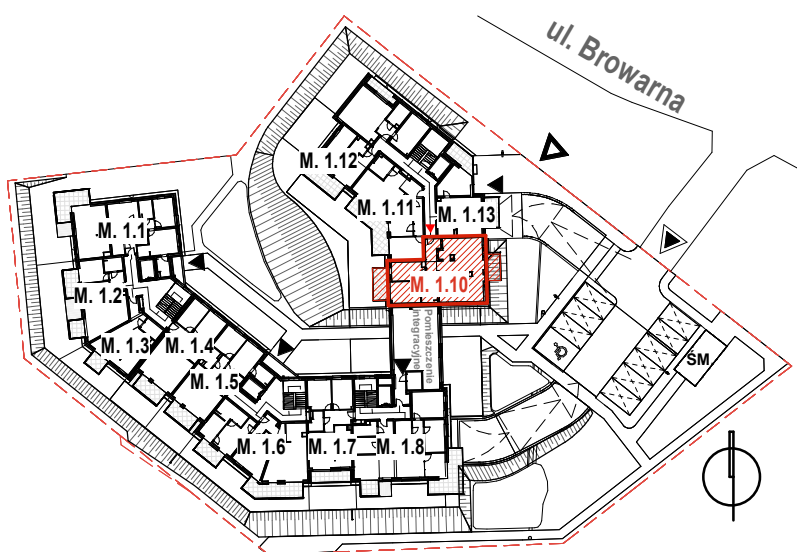 ul. Browarna
M. 1.12
M. 1.11
M. 1.13
M. 1.1
M. 1.10
M. 1.2
M. 1.3
M. 1.4
M. 1.5
Pomieszczenie
integracyjne
ŚM.
M. 1.6
M. 1.7
M. 1.8